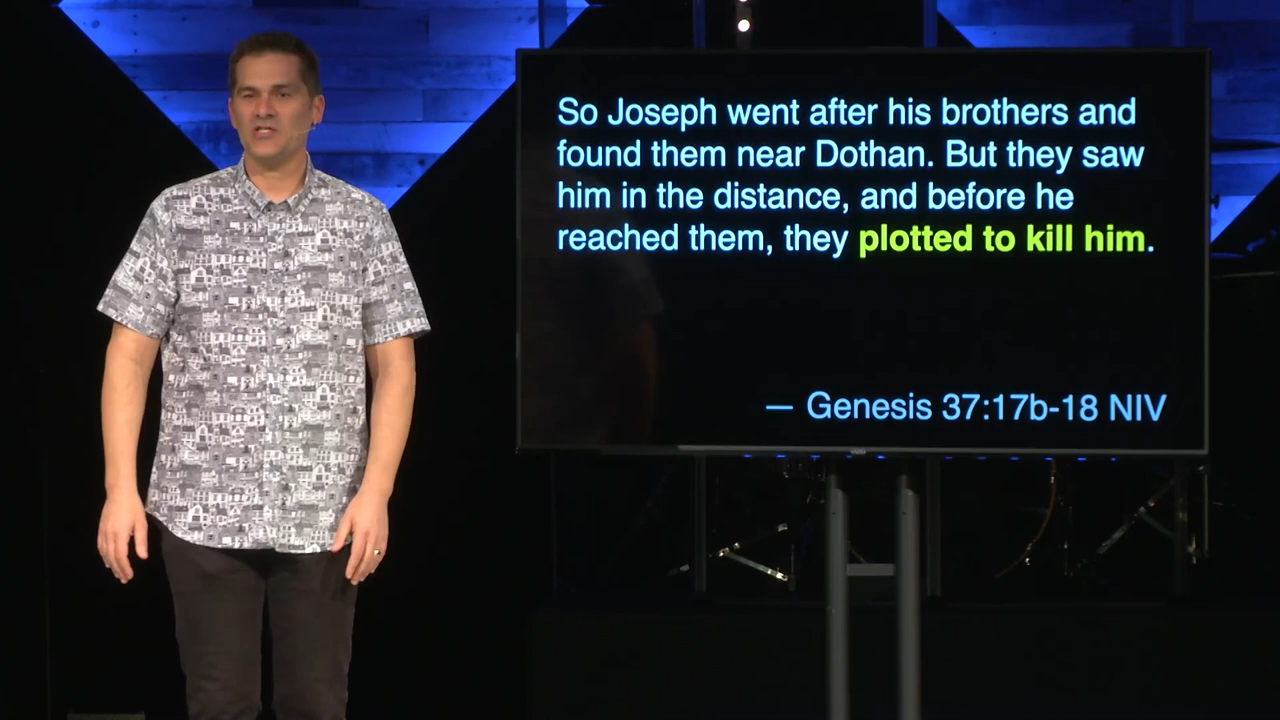 So Joseph went after his brothers and
found them near Dothan. But they saw
him in the distance, and before he
reached them, they plotted to kill him.
— Genesis 37:17b-18 NIV